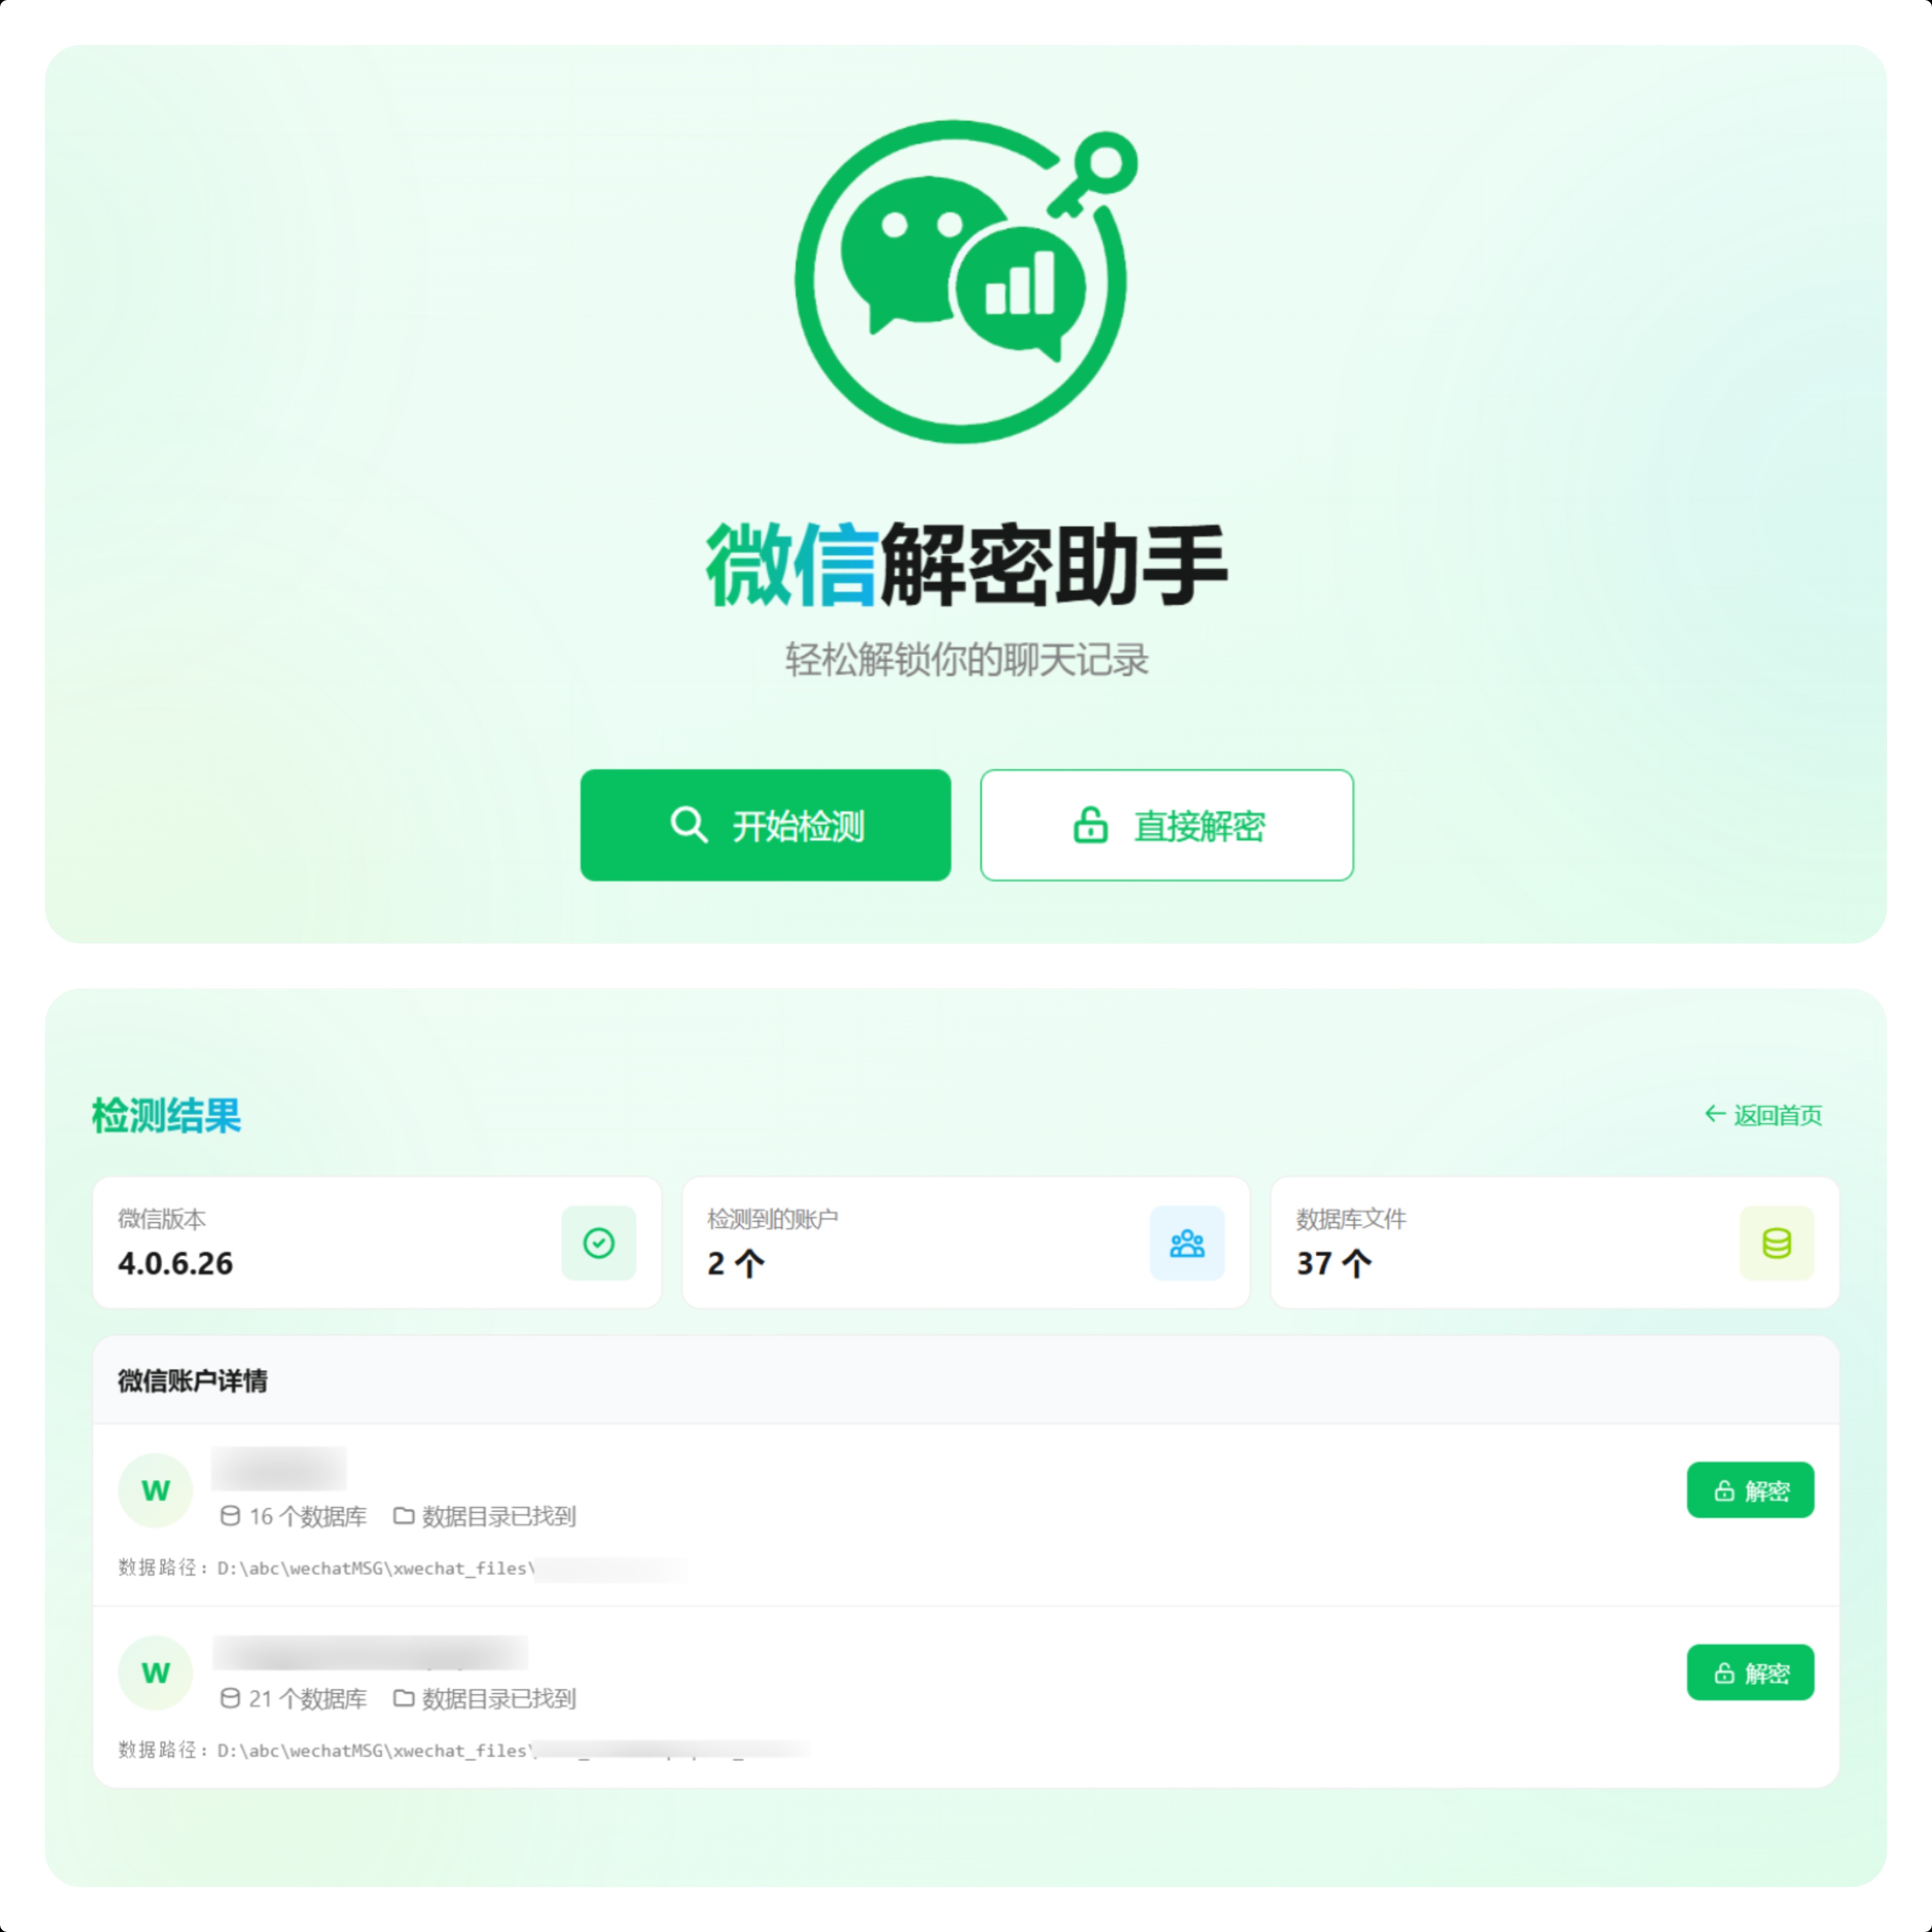 微信解密助手
轻松解锁你的聊天记录
开始检测
直接解密
检测结果
返回首页
微信版本
4.0.6.26
检测到的账户
2 个
数据库文件
37 个
微信账户详情
W
16 个数据库 数据目录已找到
解密
数据路径：D:\abc\wechatMSG\xwechat_files\
W
21 个数据库 数据目录已找到
解密
数据路径：D:\abc\wechatMSG\xwechat_files\